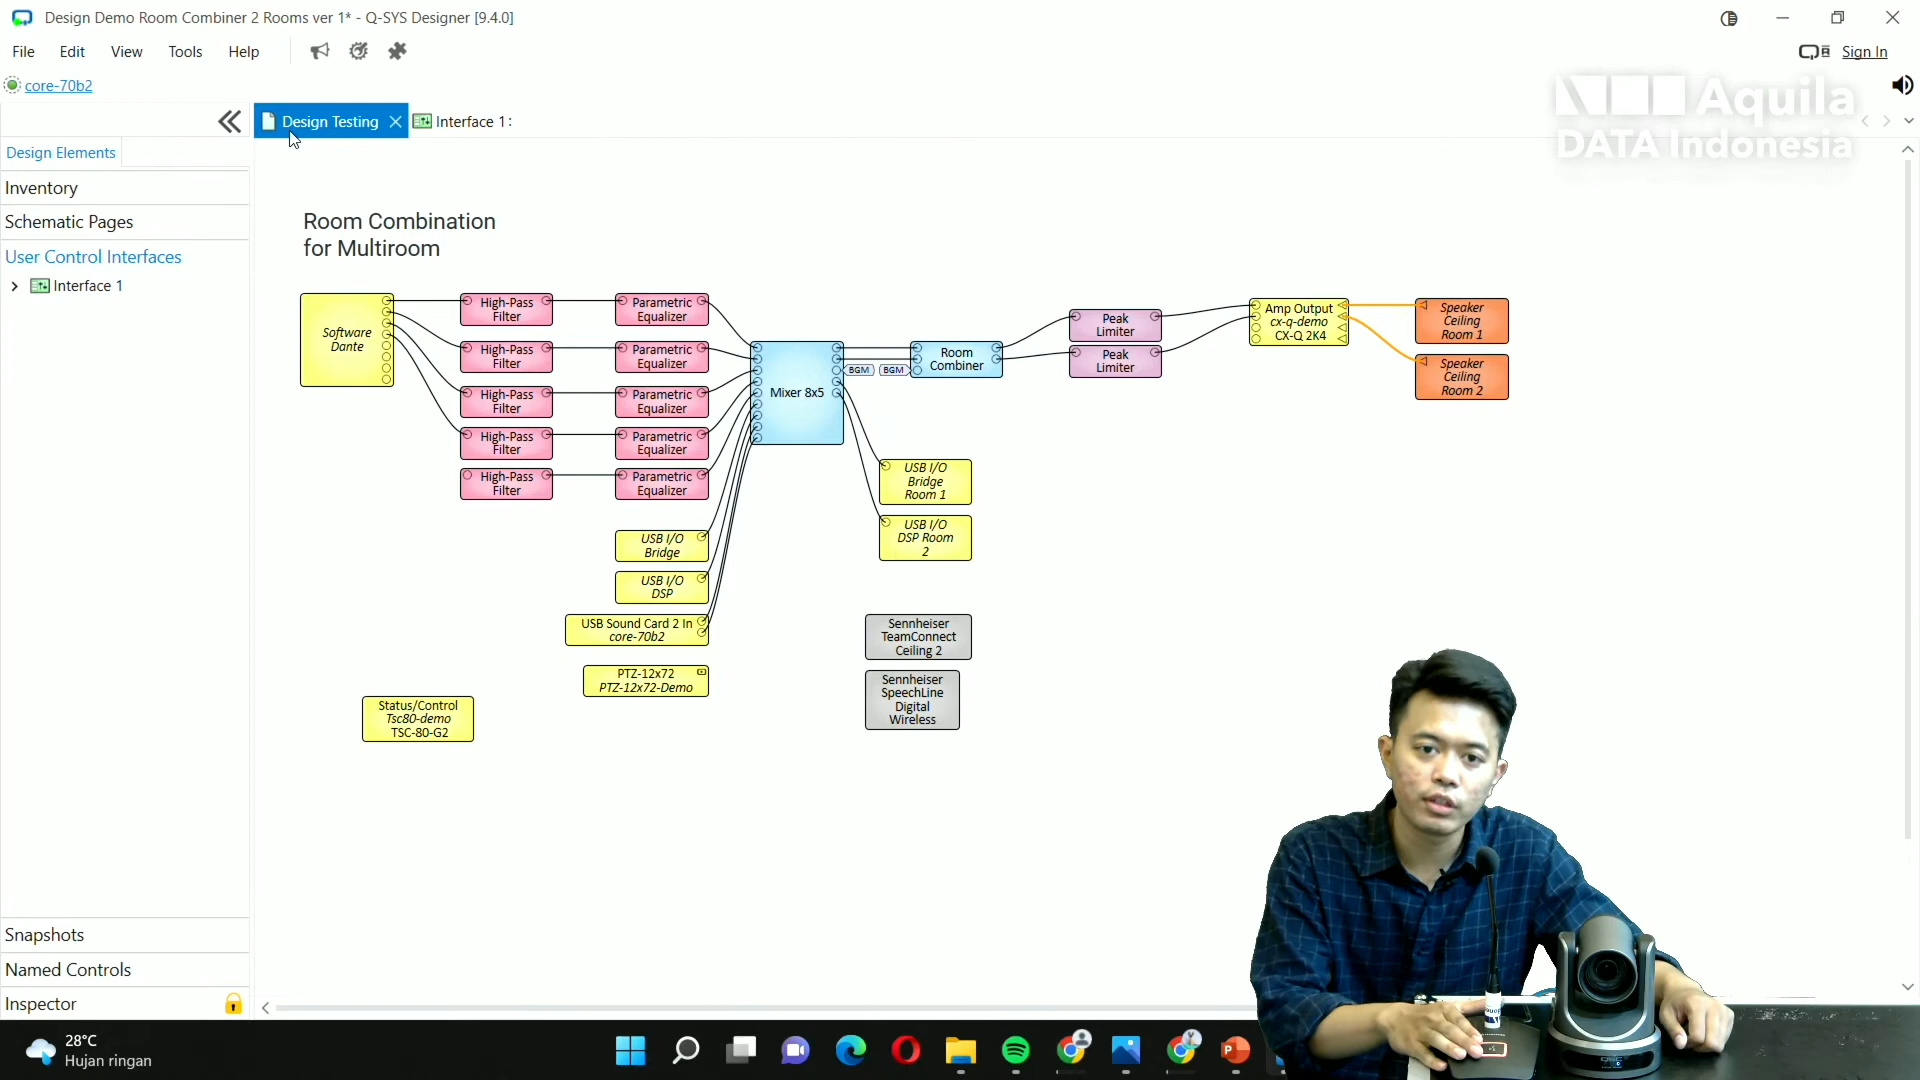 Design Demo Room Combiner 2 Rooms ver 1* - Q-SYS Designer [9.4.0]
File Edit View Tools Help
Sign In
core-70b2
Aquila
DATA Indonesia
Design Testing
Interface 1:
Design Elements
Inventory
Schematic Pages
User Control Interfaces
Interface 1
Room Combination
for Multiroom
Software
Dante
High-Pass
Filter
Parametric
Equalizer
High-Pass
Filter
Parametric
Equalizer
High-Pass
Filter
Parametric
Equalizer
High-Pass
Filter
Parametric
Equalizer
High-Pass
Filter
Parametric
Equalizer
Mixer 8x5
BGM
BGM
Room
Combiner
Peak
Limiter
Peak
Limiter
Amp Output
cx-q-demo
CX-Q 2K4
Speaker
Ceiling
Room 1
Speaker
Ceiling
Room 2
USB I/O
Bridge
Room 1
USB I/O
DSP Room
2
USB I/O
Bridge
USB I/O
DSP
USB Sound Card 2 In
core-70b2
PTZ-12x72
PTZ-12x72-Demo
Sennheiser
TeamConnect
Ceiling 2
Sennheiser
SpeechLine
Digital
Wireless
Status/Control
Tsc80-demo
TSC-80-G2
Snapshots
Named Controls
Inspector
28°C
Hujan ringan
QSC